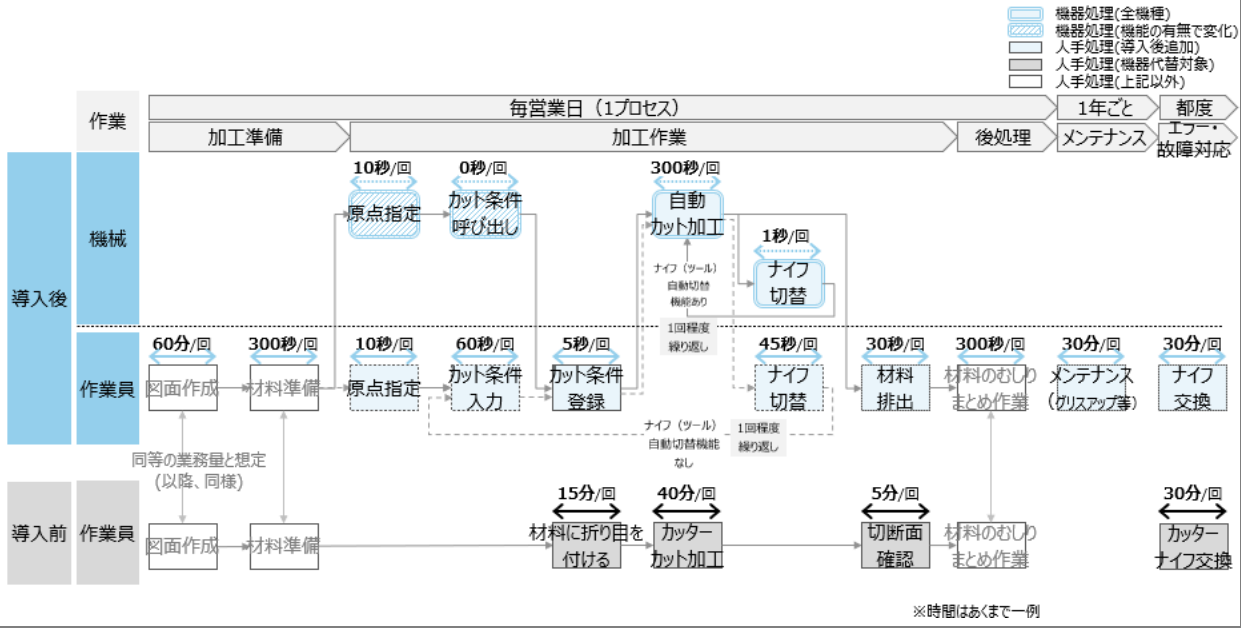 機器処理(全機種)
機器処理(機能の有無で変化)
人手処理(導入後追加)
人手処理(機器代替対象)
人手処理(上記以外)
作業
毎営業日（1プロセス）
1年ごと
都度
加工準備
加工作業
後処理
メンテナンス
エラー・
故障対応
導入後
機械
10秒/回
原点指定
0秒/回
カット条件
呼び出し
300秒/回
自動
カット加工
1秒/回
ナイフ
切替
ナイフ（ツール）
自動切替
機能あり
1回程度
繰り返し
作業員
60分/回
図面作成
300秒/回
材料準備
10秒/回
原点指定
60秒/回
カット条件
入力
5秒/回
カット条件
登録
45秒/回
ナイフ
切替
30秒/回
材料
排出
300秒/回
材料のむしり
まとめ作業
30分/回
メンテナンス
(グリスアップ等)
30分/回
ナイフ
交換
ナイフ（ツール）
自動切替機能
なし
1回程度
繰り返し
同等の業務量と想定
(以降、同様)
導入前
作業員
図面作成
材料準備
15分/回
材料に折り目を
付ける
40分/回
カッター
カット加工
5分/回
切断面
確認
材料のむしり
まとめ作業
30分/回
カッター
ナイフ交換
※時間はあくまで一例